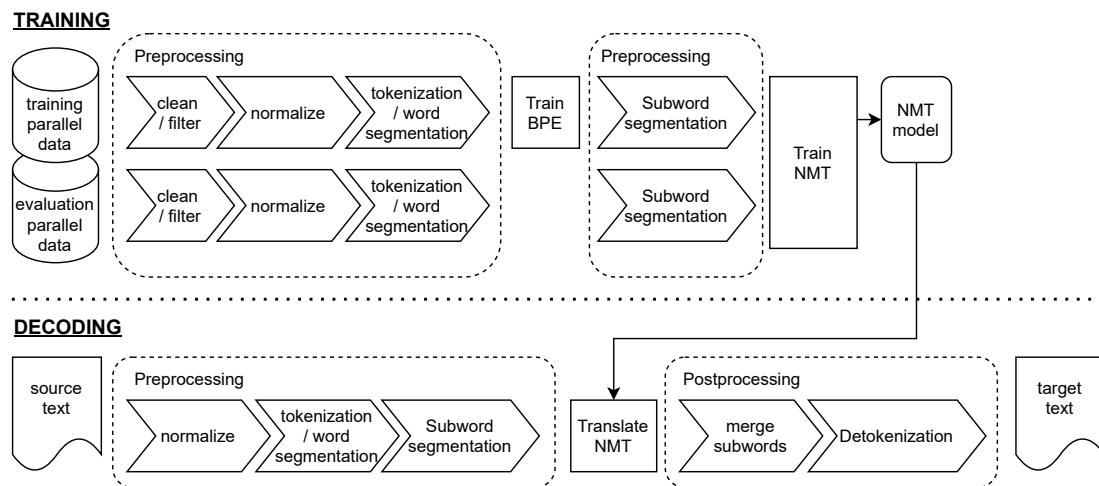 TRAINING
training
parallel
data
evaluation
parallel
data
Preprocessing
clean
/ filter
normalize
tokenization
/ word
segmentation
clean
/ filter
normalize
tokenization
/ word
segmentation
Train
BPE
Preprocessing
Subword
segmentation
Subword
segmentation
Train
NMT
NMT
model
DECODING
source
text
Preprocessing
normalize
tokenization
/ word
segmentation
Subword
segmentation
Translate
NMT
Postprocessing
merge
subwords
Detokenization
target
text